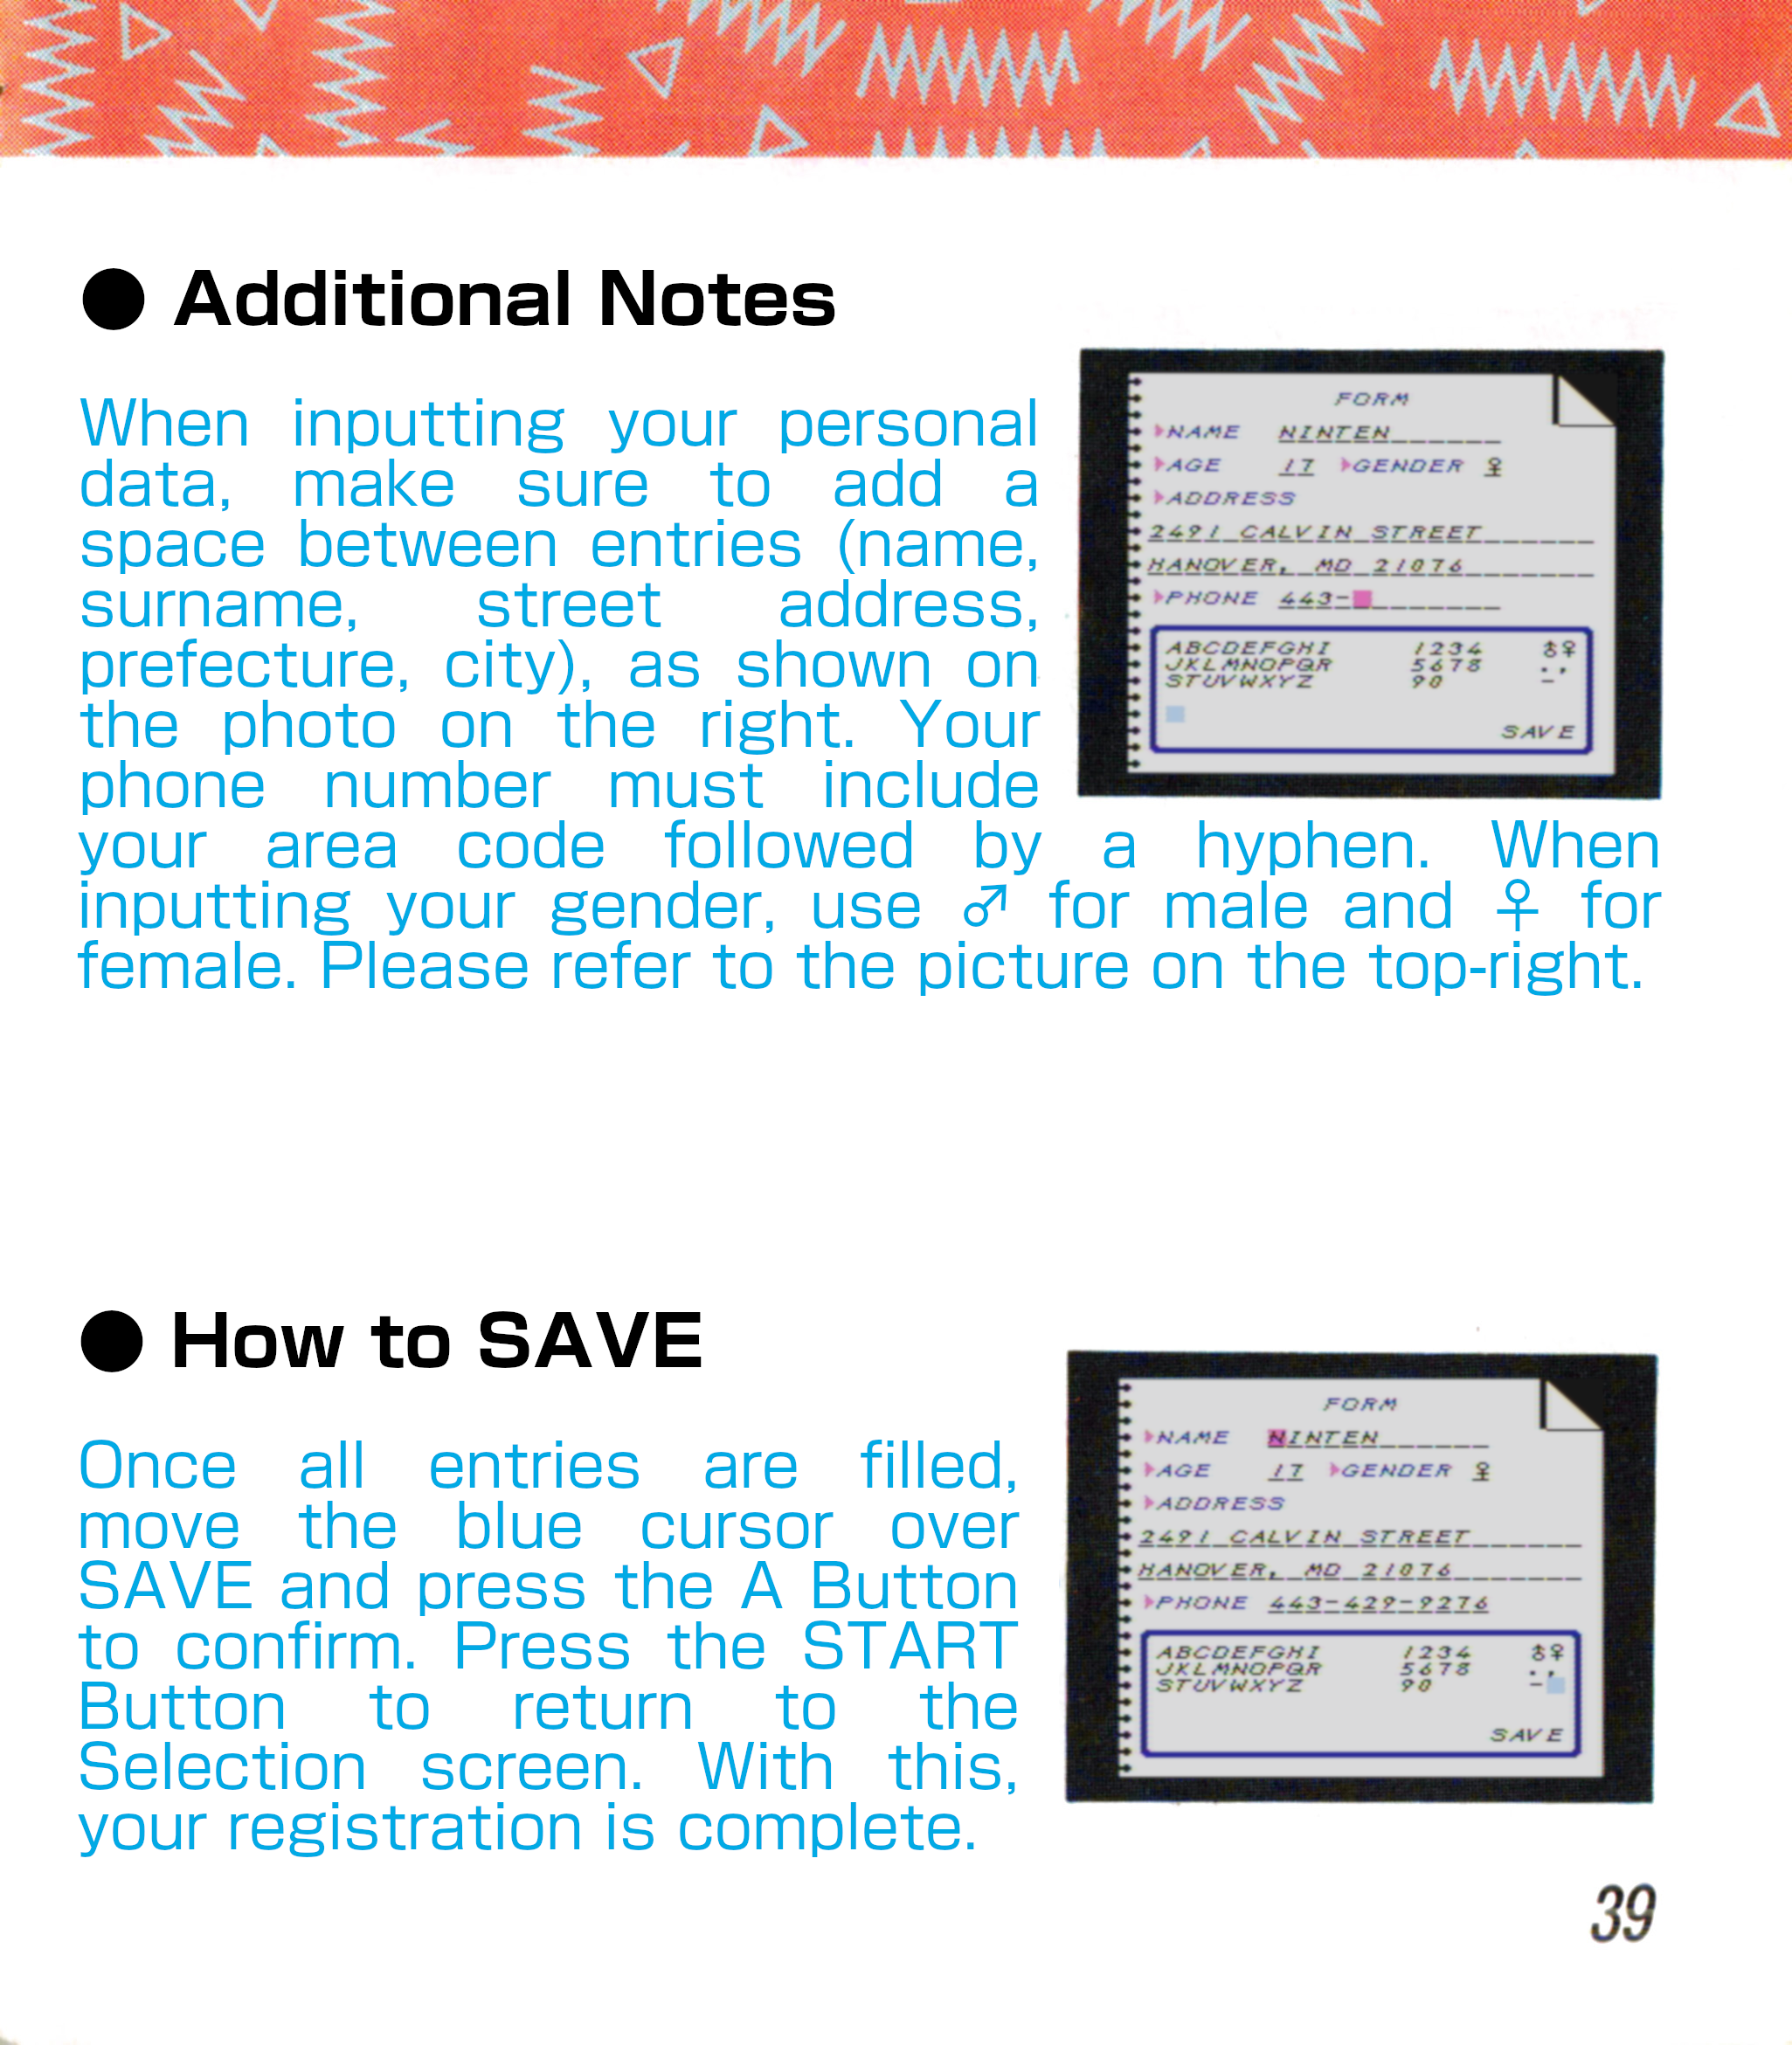 ● Additional Notes
When inputting your personal
data, make sure to add a
space between entries (name,
surname, street address,
prefecture, city), as shown on
the photo on the right. Your
phone number must include
your area code followed by a hyphen. When
inputting your gender, use ♂ for male and ♀ for
female. Please refer to the picture on the top-right.
FORM
NAME NINTEN
AGE 17 GENDER ♀
ADDRESS
2491 CALVIN STREET
HANOVER, MD 21076
PHONE 443-
ABCDEFGHI 1234 ♂♀
JKLMNOPQR 5678 .,
STUVWXYZ 90 -
SAVE
● How to SAVE
Once all entries are filled,
move the blue cursor over
SAVE and press the A Button
to confirm. Press the START
Button to return to the
Selection screen. With this,
your registration is complete.
FORM
NAME NINTEN
AGE 17 GENDER ♀
ADDRESS
2491 CALVIN STREET
HANOVER, MD 21076
PHONE 443-429-9276
ABCDEFGHI 1234 ♂♀
JKLMNOPQR 5678 .,
STUVWXYZ 90 -
SAVE
39